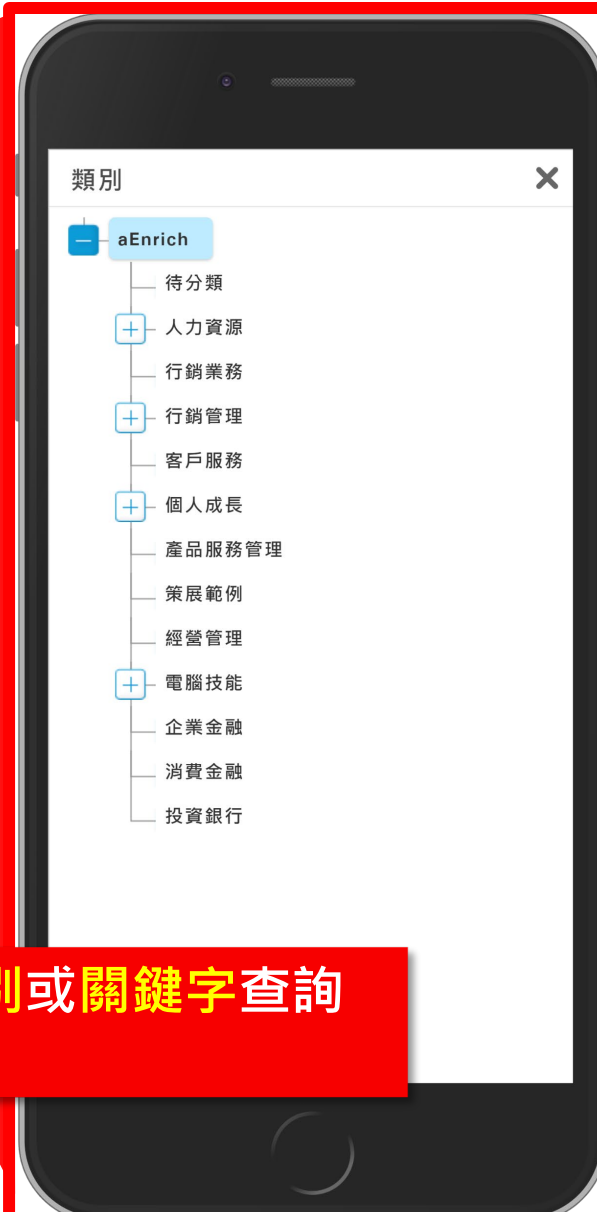 類別
aEnrich
待分類
人力資源
行銷業務
行銷管理
客戶服務
個人成長
產品服務管理
策展範例
經營管理
電腦技能
企業金融
消費金融
投資銀行
別或關鍵字查詢